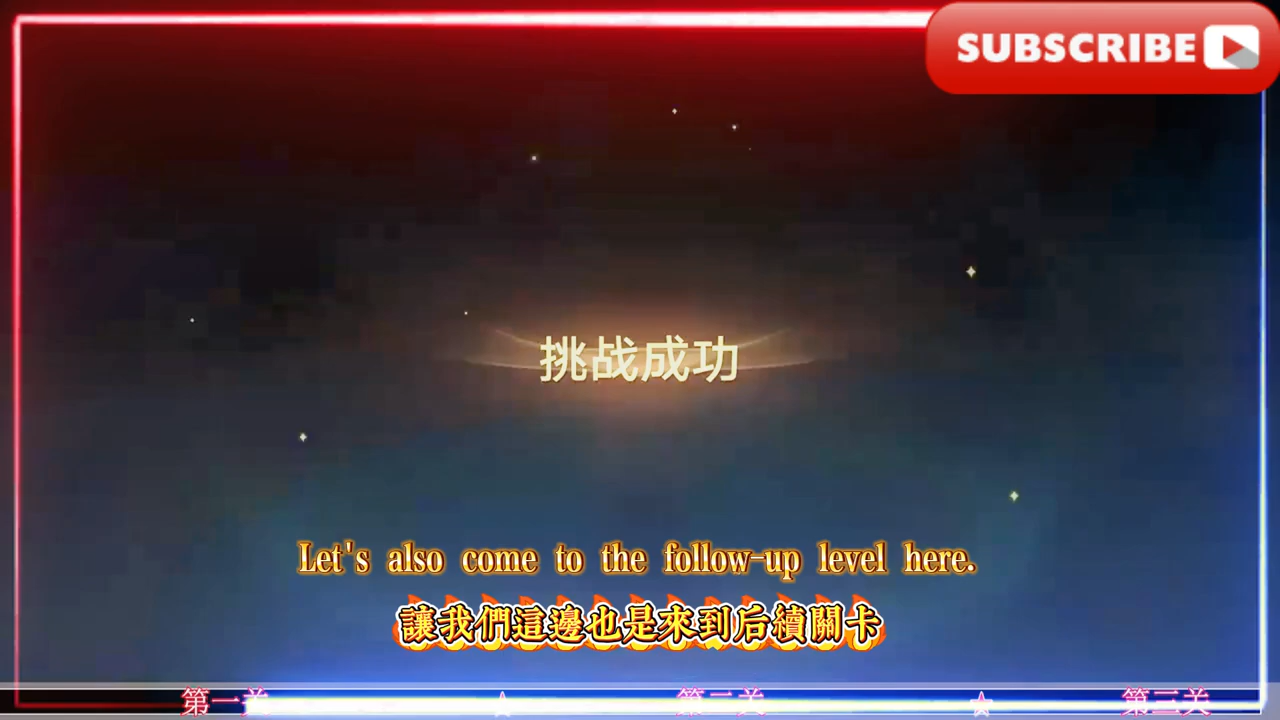 SUBSCRIBE
挑战成功
Let's also come to the follow-up level here.
讓我們這邊也是來到后續關卡
第一关 ☆ 第二关 ☆ 第三关